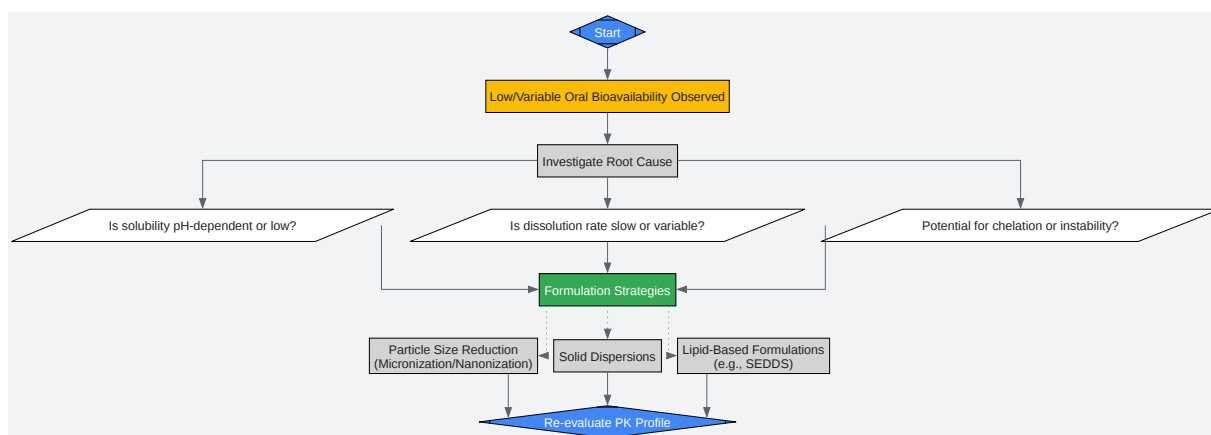 Start
Low/Variable Oral Bioavailability Observed
Investigate Root Cause
Is solubility pH-dependent or low?
Is dissolution rate slow or variable?
Potential for chelation or instability?
Formulation Strategies
Particle Size Reduction
(Micronization/Nanonization)
Solid Dispersions
Lipid-Based Formulations
(e.g., SEDDS)
Re-evaluate PK Profile